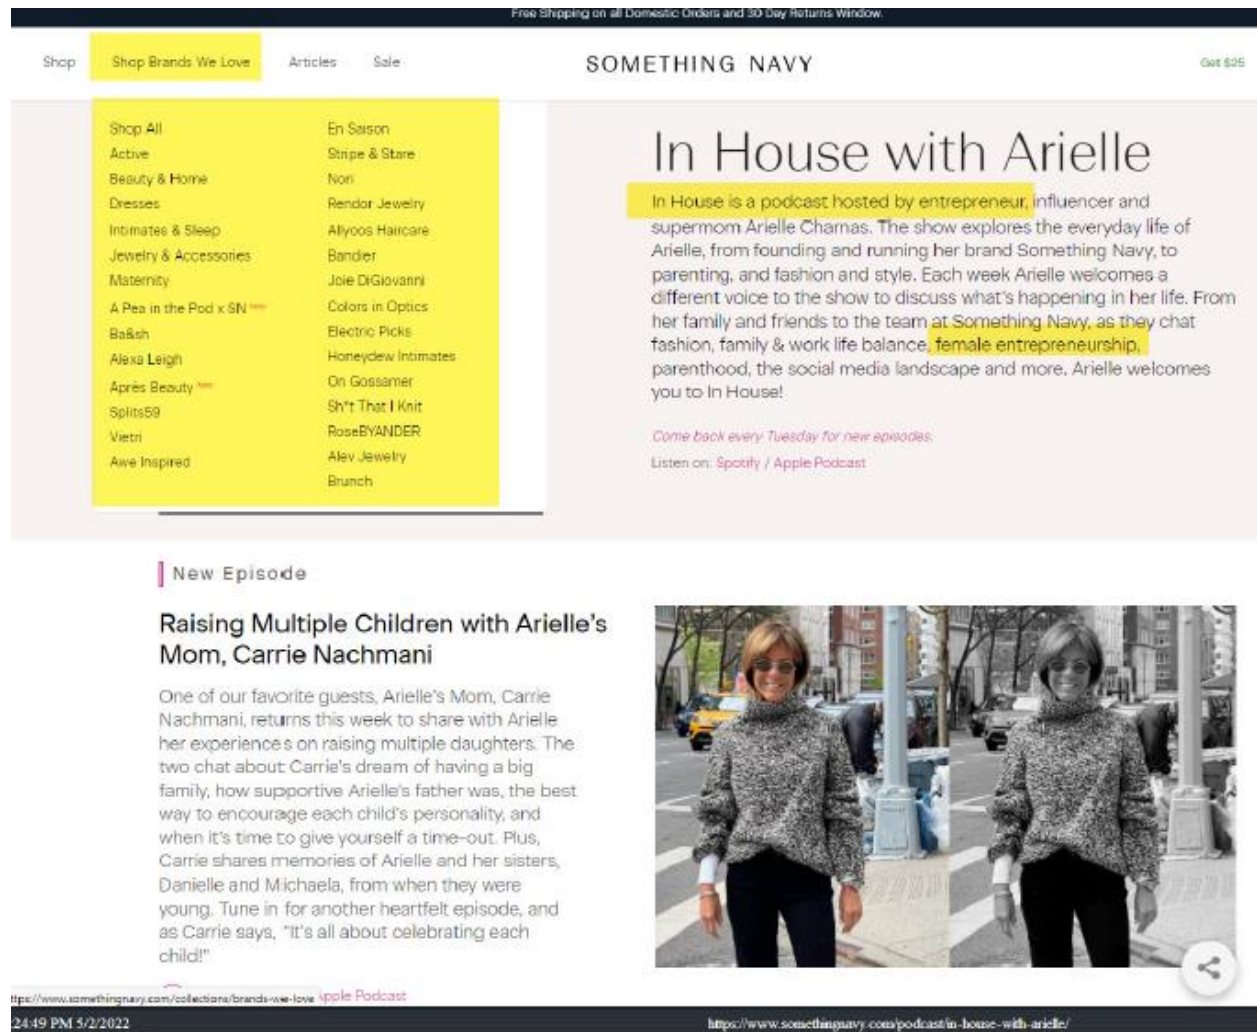 Free Shipping on all Domestic Orders and 30 Day Returns Window.
Shop
Shop Brands We Love
Articles
Sale
SOMETHING NAVY
Get $25
Shop All
Active
Beauty & Home
Dresses
Intimates & Sleep
Jewelry & Accessories
Maternity
A Pea in the Pod x SN New
Ba&sh
Alexa Leigh
Après Beauty New
Splits59
Vietri
Awe Inspired
En Saison
Stripe & Stare
Nori
Rendor Jewelry
Allyoos Haircare
Bandier
Joie DiGiovanni
Colors in Optics
Electric Picks
Honeydew Intimates
On Gossamer
Sh*t That I Knit
RoseBYANDER
Alev Jewelry
Brunch
In House with Arielle
In House is a podcast hosted by entrepreneur, influencer and
supermom Arielle Charnas. The show explores the everyday life of
Arielle, from founding and running her brand Something Navy, to
parenting, and fashion and style. Each week Arielle welcomes a
different voice to the show to discuss what's happening in her life. From
her family and friends to the team at Something Navy, as they chat
fashion, family & work life balance, female entrepreneurship,
parenthood, the social media landscape and more. Arielle welcomes
you to In House!
Come back every Tuesday for new episodes.
Listen on: Spotify / Apple Podcast
New Episode
Raising Multiple Children with Arielle's
Mom, Carrie Nachmani
One of our favorite guests, Arielle's Mom, Carrie
Nachmani, returns this week to share with Arielle
her experiences on raising multiple daughters. The
two chat about Carrie's dream of having a big
family, how supportive Arielle's father was, the best
way to encourage each child's personality, and
when it's time to give yourself a time-out. Plus,
Carrie shares memories of Arielle and her sisters,
Danielle and Michaela, from when they were
young. Tune in for another heartfelt episode, and
as Carrie says, "It's all about celebrating each
child!"
ttps://www.somethingnavy.com/collections/brands-we-love
Apple Podcast
24:49 PM 5/2/2022
https://www.somethingnavy.com/podcast/in-house-with-arielle/